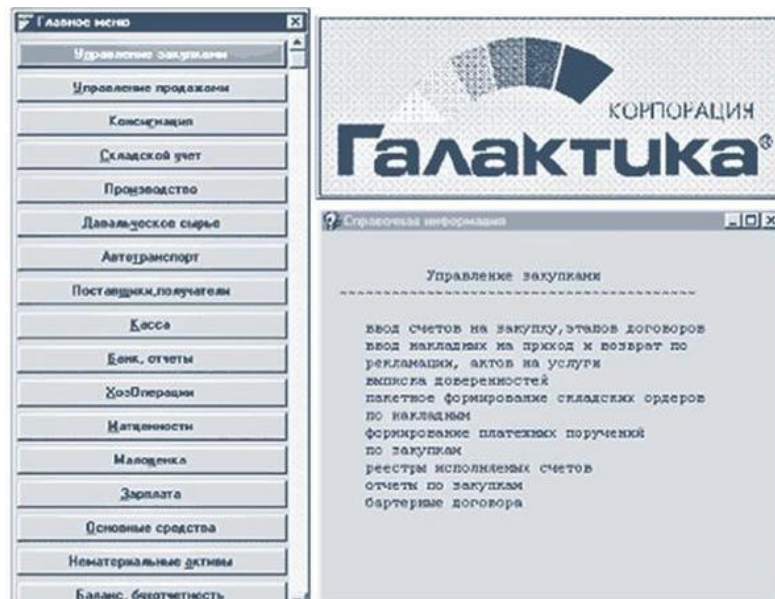 Главное меню
Управление закупками
Управление продажами
Консигнация
Складской учет
Производство
Давальческое сырье
Автотранспорт
Поставщики,получатели
Касса
Банк, отчеты
ХозОперации
Матценности
Малоценка
Зарплата
Основные средства
Нематериальные активы
Баланс, бухотчетность
КОРПОРАЦИЯ
Галактика®
Справочная информация
Управление закупками
~~~~~~~~~~~~~~~~~~~~~~~~~~~~~~~~~~~~~~~~~
ввод счетов на закупку,этапов договоров
ввод накладных на приход и возврат по
рекламации, актов на услуги
выписка доверенностей
пакетное формирование складских ордеров
по накладным
формирование платежных поручений
по закупкам
реестры исполняемых счетов
отчеты по закупкам
бартерные договора